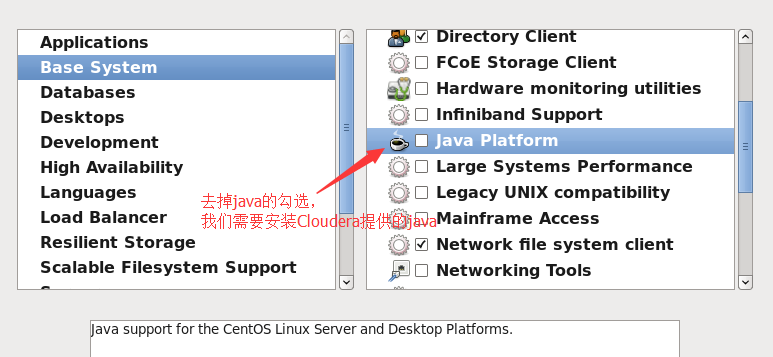 Applications
Base System
Databases
Desktops
Development
High Availability
Languages
Load Balancer
Resilient Storage
Scalable Filesystem Support
Directory Client
FCoE Storage Client
Hardware monitoring utilities
Infiniband Support
Java Platform
Large Systems Performance
Legacy UNIX compatibility
Mainframe Access
Network file system client
Networking Tools
去掉java的勾选，
我们需要安装Cloudera提供的java
Java support for the CentOS Linux Server and Desktop Platforms.